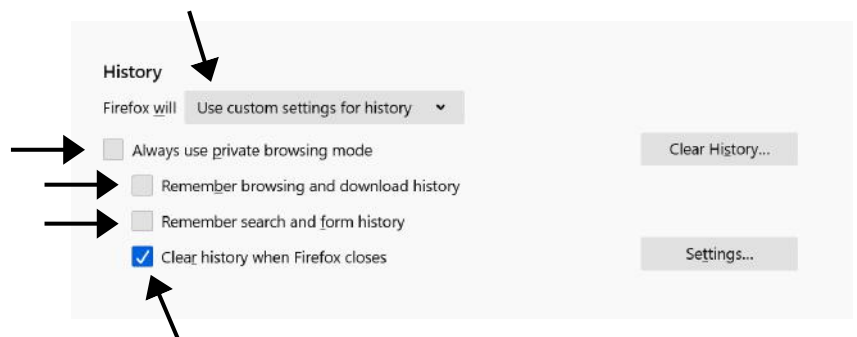 History
Firefox will Use custom settings for history
Always use private browsing mode Clear History...
Remember browsing and download history
Remember search and form history
Clear history when Firefox closes Settings...